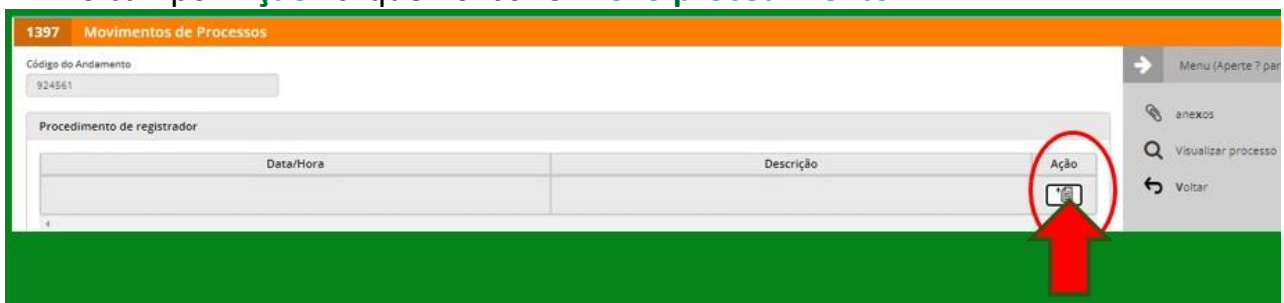 1397 Movimentos de Processos
Código do Andamento
924561
Menu (Aperte ? par
anexos
Procedimento de registrador
Visualizar processo
Data/Hora Descrição Ação
Voltar